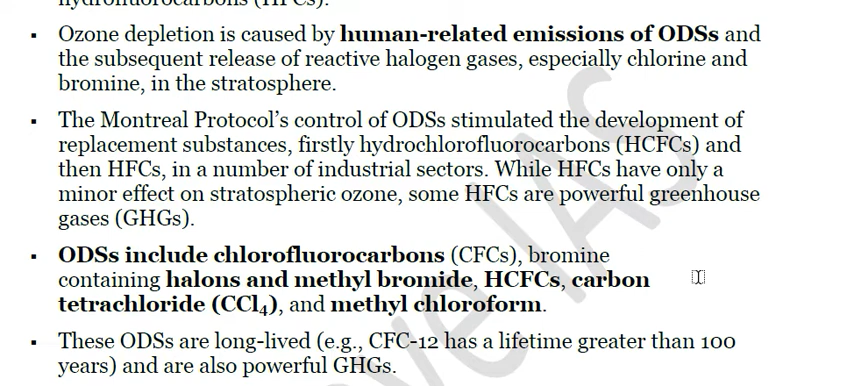 hydrofluorocarbons (HFCs).
▪ Ozone depletion is caused by human-related emissions of ODSs and
the subsequent release of reactive halogen gases, especially chlorine and
bromine, in the stratosphere.
▪ The Montreal Protocol’s control of ODSs stimulated the development of
replacement substances, firstly hydrochlorofluorocarbons (HCFCs) and
then HFCs, in a number of industrial sectors. While HFCs have only a
minor effect on stratospheric ozone, some HFCs are powerful greenhouse
gases (GHGs).
▪ ODSs include chlorofluorocarbons (CFCs), bromine
containing halons and methyl bromide, HCFCs, carbon
tetrachloride (CCl₄), and methyl chloroform.
▪ These ODSs are long-lived (e.g., CFC-12 has a lifetime greater than 100
years) and are also powerful GHGs.